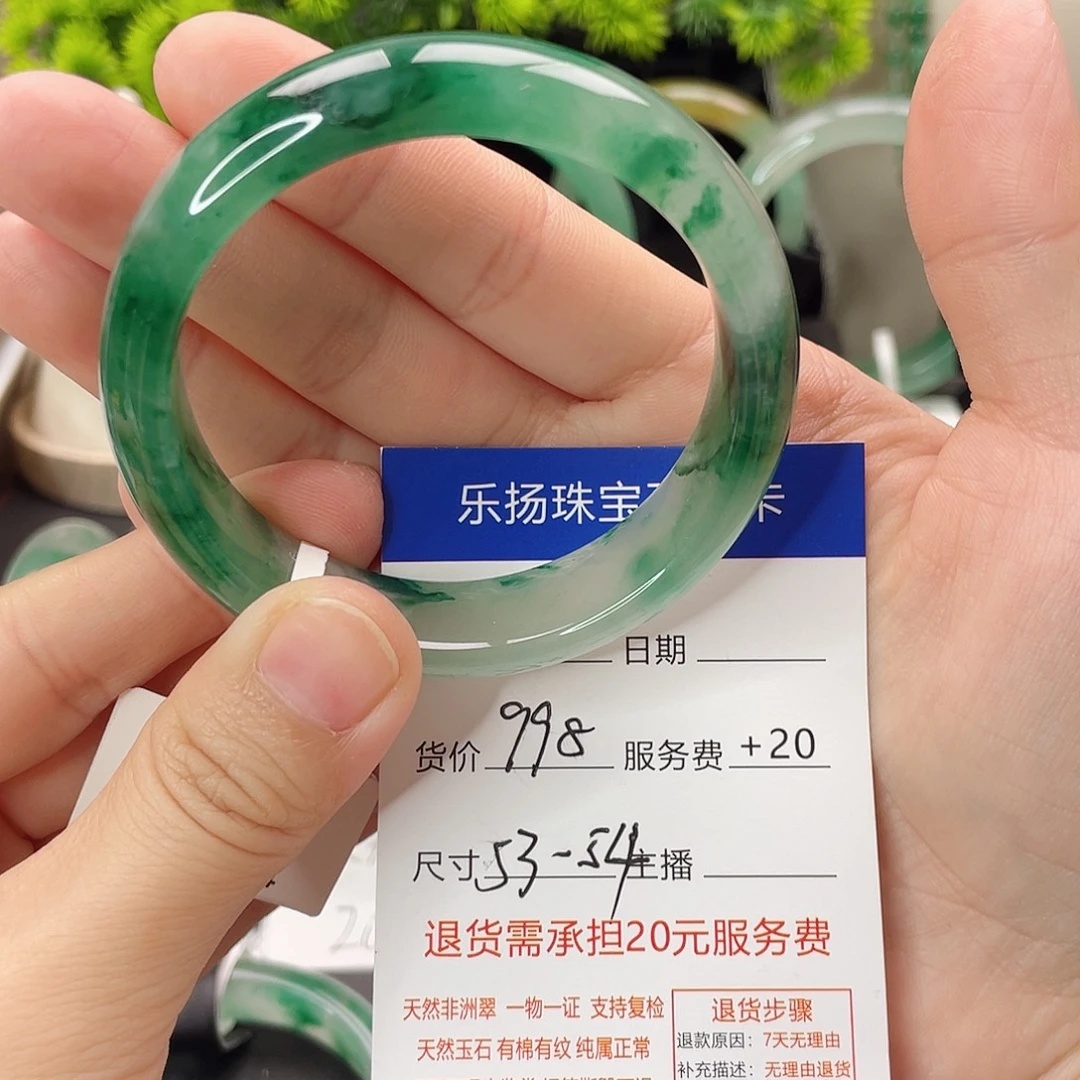 乐扬珠宝 卡
日期
货价 998 服务费 +20
尺寸 53-54 主播
退货需承担20元服务费
天然非洲翠 一物一证 支持复检
天然玉石 有棉有纹 纯属正常
退货步骤
退款原因：7天无理由
补充描述：无理由退货